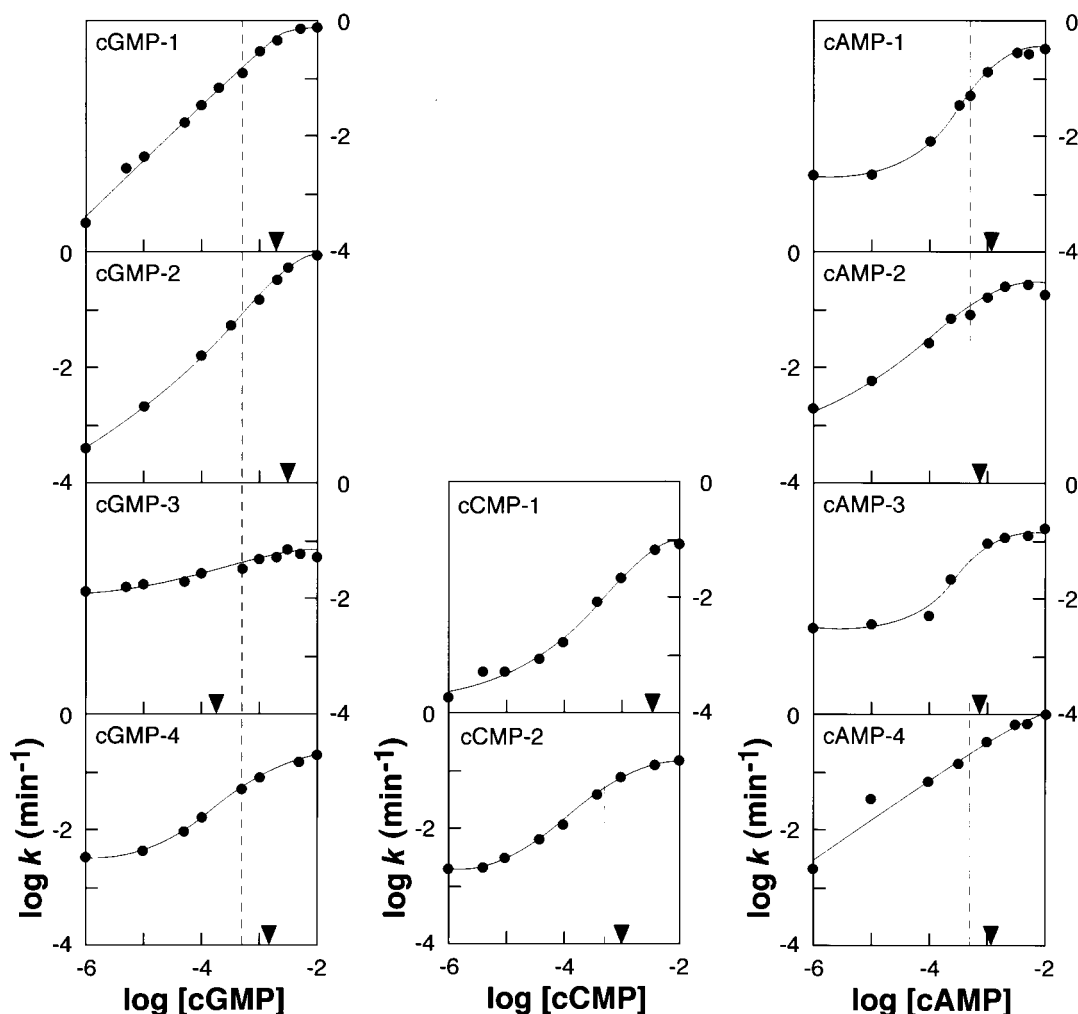 cGMP-1
0
-2
-4
cGMP-2
0
-2
-4
cGMP-3
0
-2
-4
cGMP-4
0
-2
-4
log k (min⁻¹)
-6
-4
-2
log [cGMP]
cCMP-1
0
-2
-4
cCMP-2
0
-2
-4
log k (min⁻¹)
-6
-4
-2
log [cCMP]
cAMP-1
0
-2
-4
cAMP-2
0
-2
-4
cAMP-3
0
-2
-4
cAMP-4
0
-2
-4
log k (min⁻¹)
-6
-4
-2
log [cAMP]